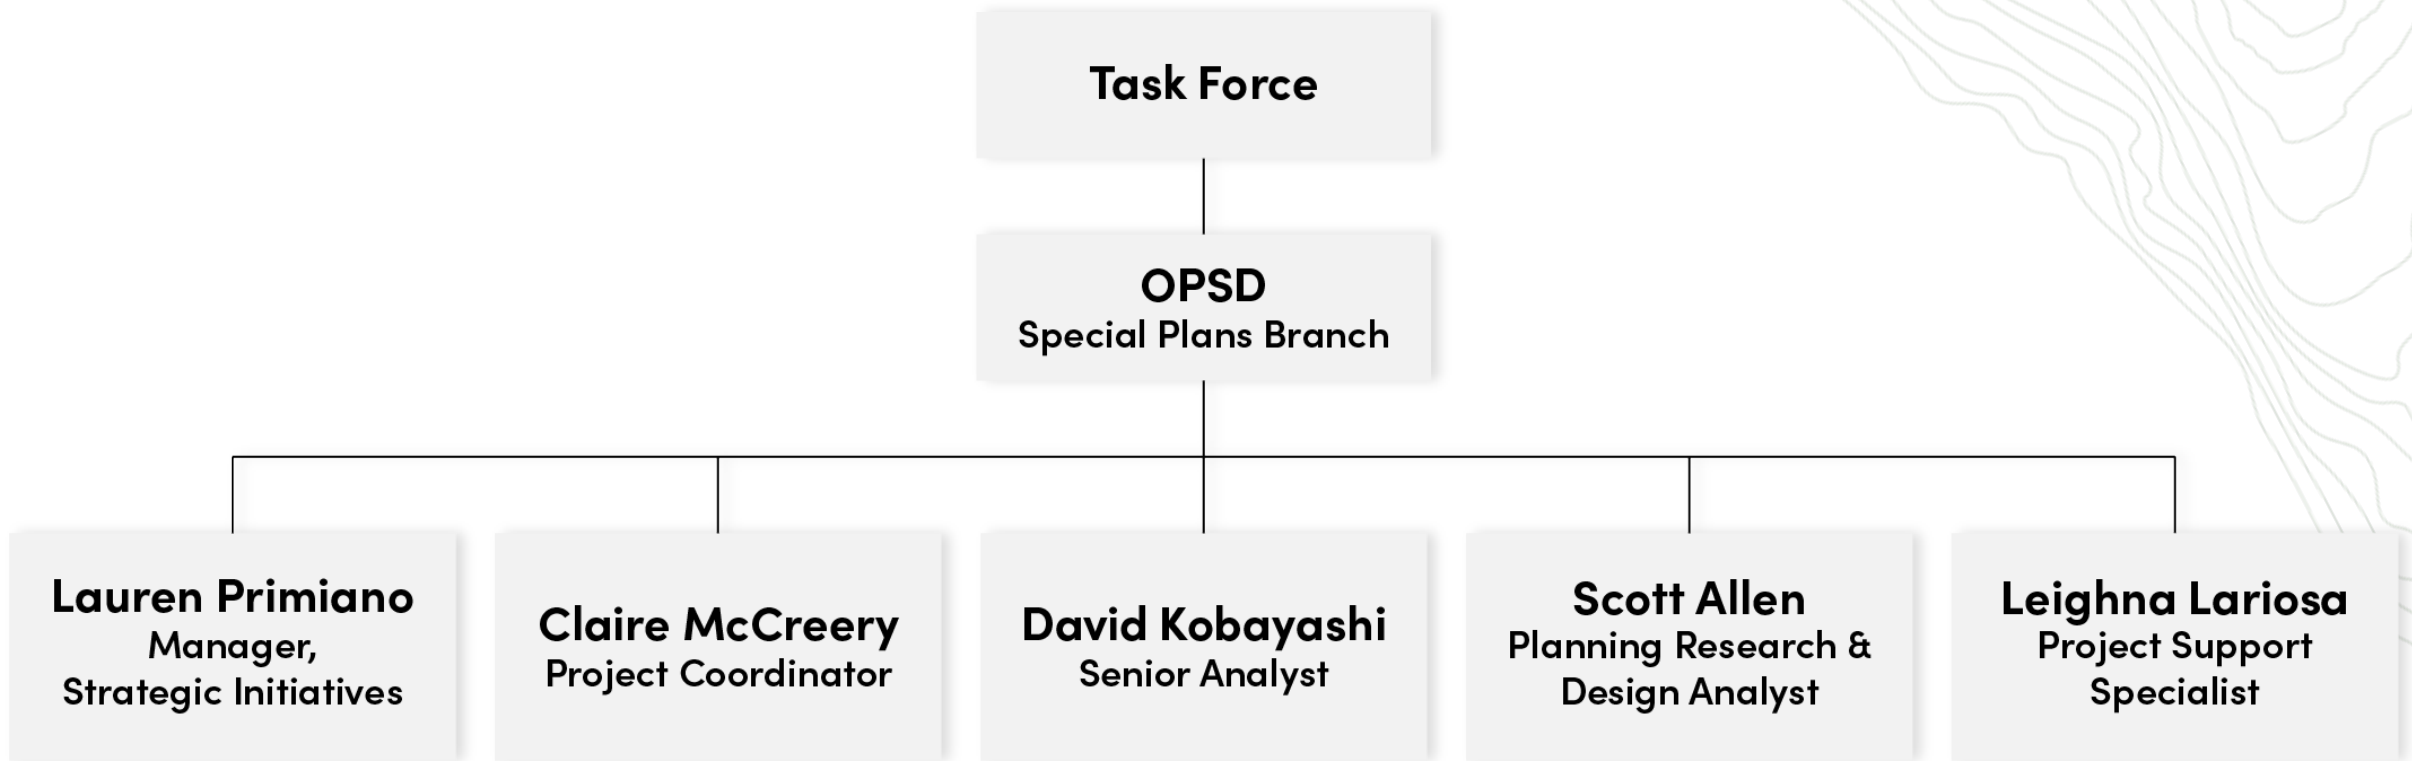 Task Force
OPSD
Special Plans Branch
Lauren Primiano
Manager,
Strategic Initiatives
Claire McCreery
Project Coordinator
David Kobayashi
Senior Analyst
Scott Allen
Planning Research &
Design Analyst
Leighna Lariosa
Project Support
Specialist